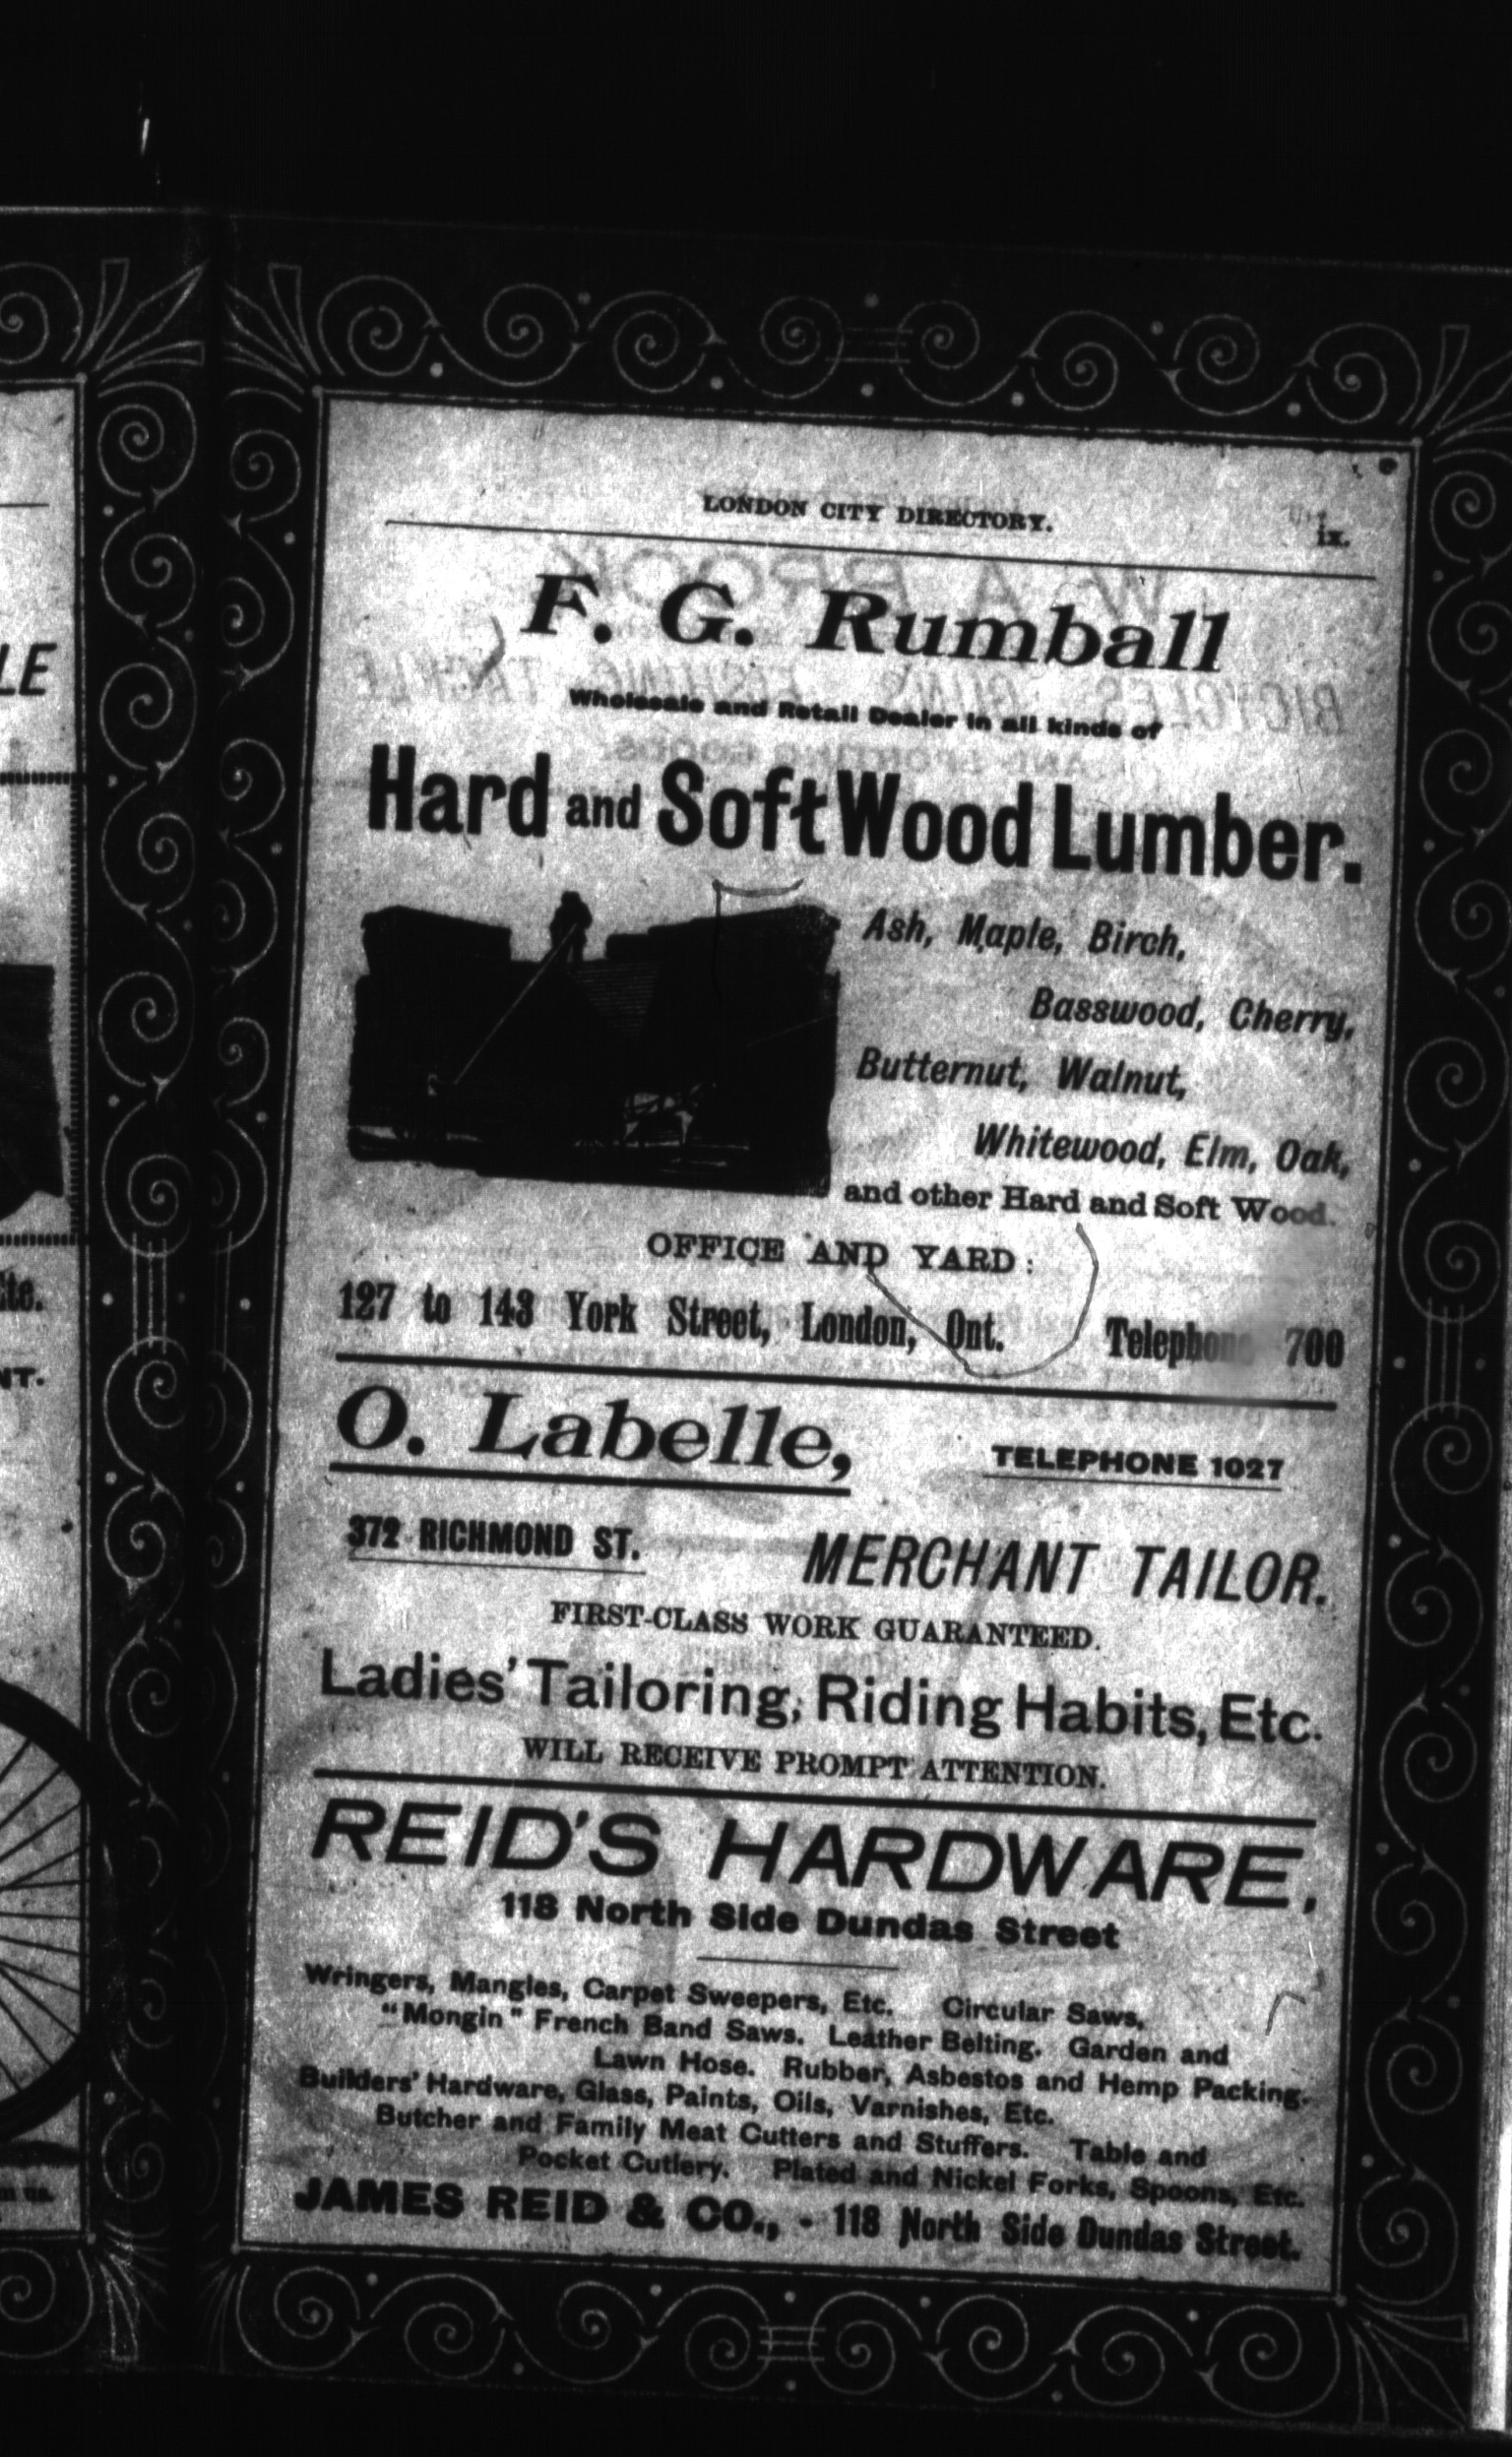 LE
NT.
LONDON CITY DIRECTORY. ix.
F. G. Rumball
Wholesale and Retail Dealer in all kinds of
Hard and Soft Wood Lumber.
Ash, Maple, Birch,
Basswood, Cherry,
Butternut, Walnut,
Whitewood, Elm, Oak,
and other Hard and Soft Wood.
OFFICE AND YARD:
127 to 143 York Street, London, Ont. Telephone 700
O. Labelle, TELEPHONE 1027
372 RICHMOND ST. MERCHANT TAILOR.
FIRST-CLASS WORK GUARANTEED.
Ladies' Tailoring, Riding Habits, Etc.
WILL RECEIVE PROMPT ATTENTION.
REID'S HARDWARE,
118 North Side Dundas Street
Wringers, Mangles, Carpet Sweepers, Etc. Circular Saws,
"Mongin" French Band Saws. Leather Belting. Garden and
Lawn Hose. Rubber, Asbestos and Hemp Packing.
Builders' Hardware, Glass, Paints, Oils, Varnishes, Etc.
Butcher and Family Meat Cutters and Stuffers. Table and
Pocket Cutlery. Plated and Nickel Forks, Spoons, Etc.
JAMES REID & CO., - 118 North Side Dundas Street.